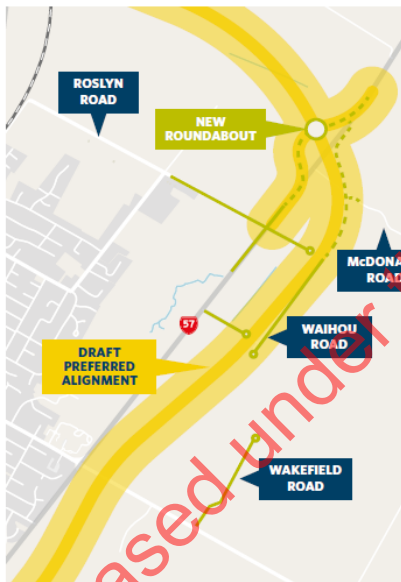 ROSLYN
ROAD
NEW
ROUNDABOUT
McDONA
ROAD
57
WAIHOU
ROAD
DRAFT
PREFERRED
ALIGNMENT
WAKEFIELD
ROAD
ased under